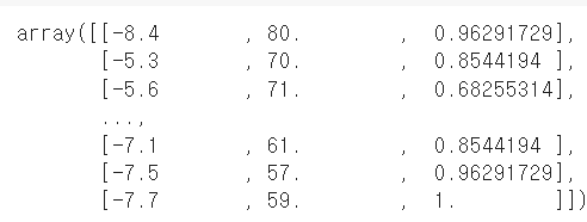 array([[-8.4       , 80.        ,  0.96291729],
       [-5.3       , 70.        ,  0.8544194 ],
       [-5.6       , 71.        ,  0.68255314],
       ...,
       [-7.1       , 61.        ,  0.8544194 ],
       [-7.5       , 57.        ,  0.96291729],
       [-7.7       , 59.        ,  1.        ]])